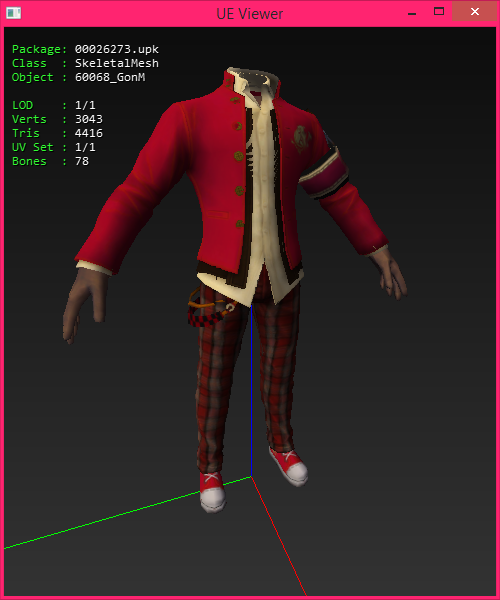 UE Viewer
Package: 00026273.upk
Class  : SkeletalMesh
Object : 60068_GonM
LOD    : 1/1
Verts  : 3043
Tris   : 4416
UV Set : 1/1
Bones  : 78